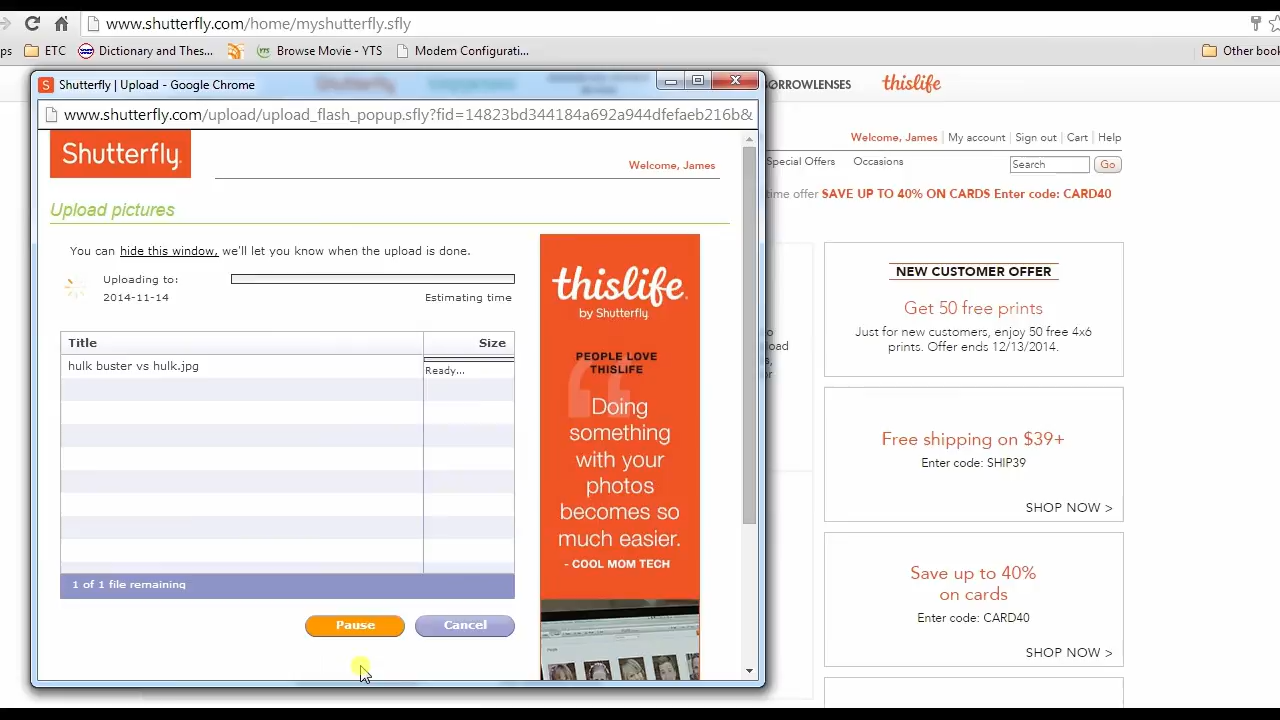 www.shutterfly.com/home/myshutterfly.sfly
ps ETC Dictionary and Thes... Browse Movie - YTS Modem Configurati... Other book
Shutterfly | Upload - Google Chrome
www.shutterfly.com/upload/upload_flash_popup.sfly?fid=14823bd344184a692a944dfefaeb216b&
Shutterfly.
Welcome, James
Upload pictures
You can hide this window, we'll let you know when the upload is done.
Uploading to:
2014-11-14
Estimating time
Title Size
hulk buster vs hulk.jpg
Ready...
1 of 1 file remaining
Pause Cancel
thislife.
by Shutterfly
PEOPLE LOVE
THISLIFE
Doing
something
with your
photos
becomes so
much easier.
- COOL MOM TECH
BORROWLENSES thislife
Welcome, James My account Sign out Cart Help
Special Offers Occasions Search Go
time offer SAVE UP TO 40% ON CARDS Enter code: CARD40
NEW CUSTOMER OFFER
Get 50 free prints
Just for new customers, enjoy 50 free 4x6
prints. Offer ends 12/13/2014.
Free shipping on $39+
Enter code: SHIP39
SHOP NOW >
Save up to 40%
on cards
Enter code: CARD40
SHOP NOW >